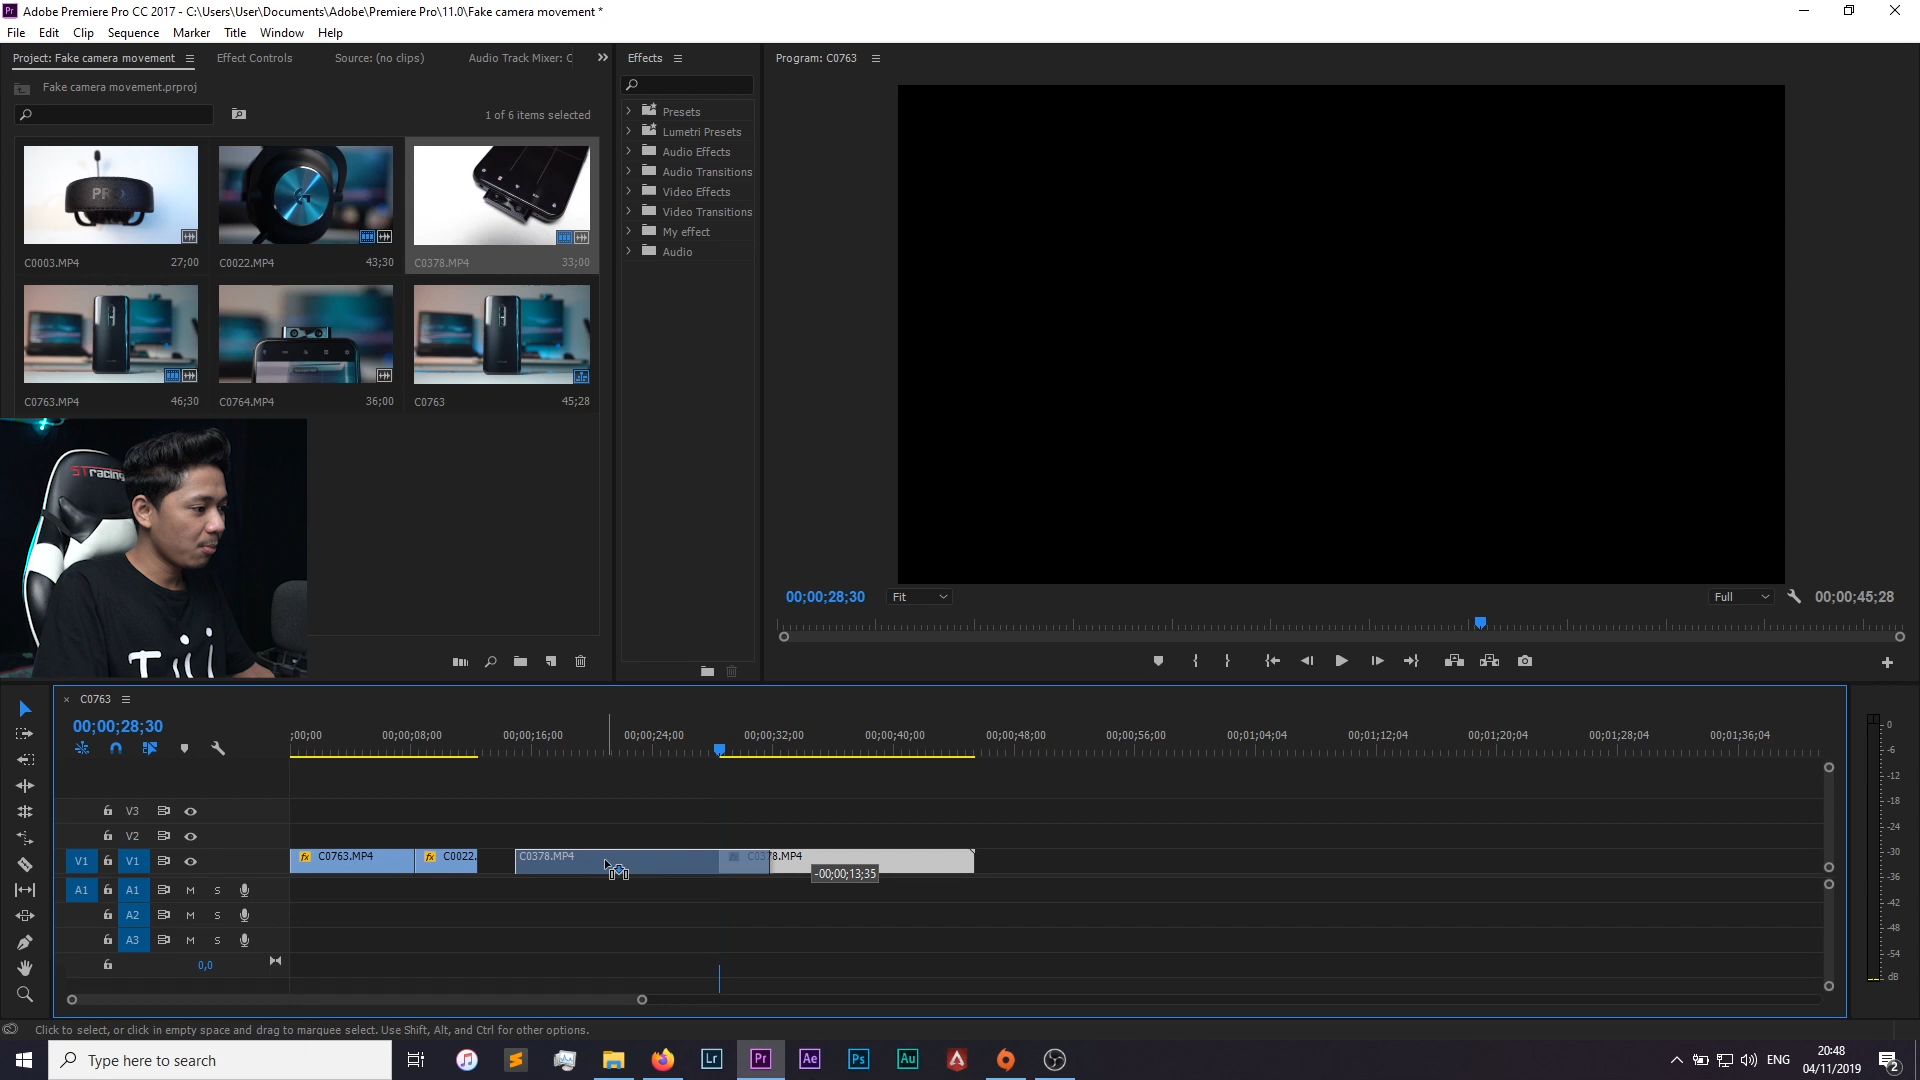 Pr Adobe Premiere Pro CC 2017 - C:\Users\User\Documents\Adobe\Premiere Pro\11.0\Fake camera movement *
File Edit Clip Sequence Marker Title Window Help
Project: Fake camera movement Effect Controls Source: (no clips) Audio Track Mixer: C
Fake camera movement.prproj
1 of 6 items selected
PRO
C0003.MP4 27;00
C0022.MP4 43;30
C0378.MP4 33;00
C0763.MP4 46;30
C0764.MP4 36;00
C0763 45;28
STracing
Effects
Presets
Lumetri Presets
Audio Effects
Audio Transitions
Video Effects
Video Transitions
My effect
Audio
Program: C0763
00;00;28;30 Fit Full 00;00;45;28
× C0763
00;00;28;30
;00;00 00;00;08;00 00;00;16;00 00;00;24;00 00;00;32;00 00;00;40;00 00;00;48;00 00;00;56;00 00;01;04;04 00;01;12;04 00;01;20;04 00;01;28;04 00;01;36;04
V3
V2
V1 V1
fx C0763.MP4 fx C0022. C0378.MP4 C0378.MP4
-00;00;13;35
A1 A1 M S
A2 M S
A3 M S
0,0
0
-6
-12
-18
-24
-30
-36
-42
-48
-54
dB
Click to select, or click in empty space and drag to marquee select. Use Shift, Alt, and Ctrl for other options.
Type here to search
Lr Pr Ae Ps Au
ENG
20:48
04/11/2019
2